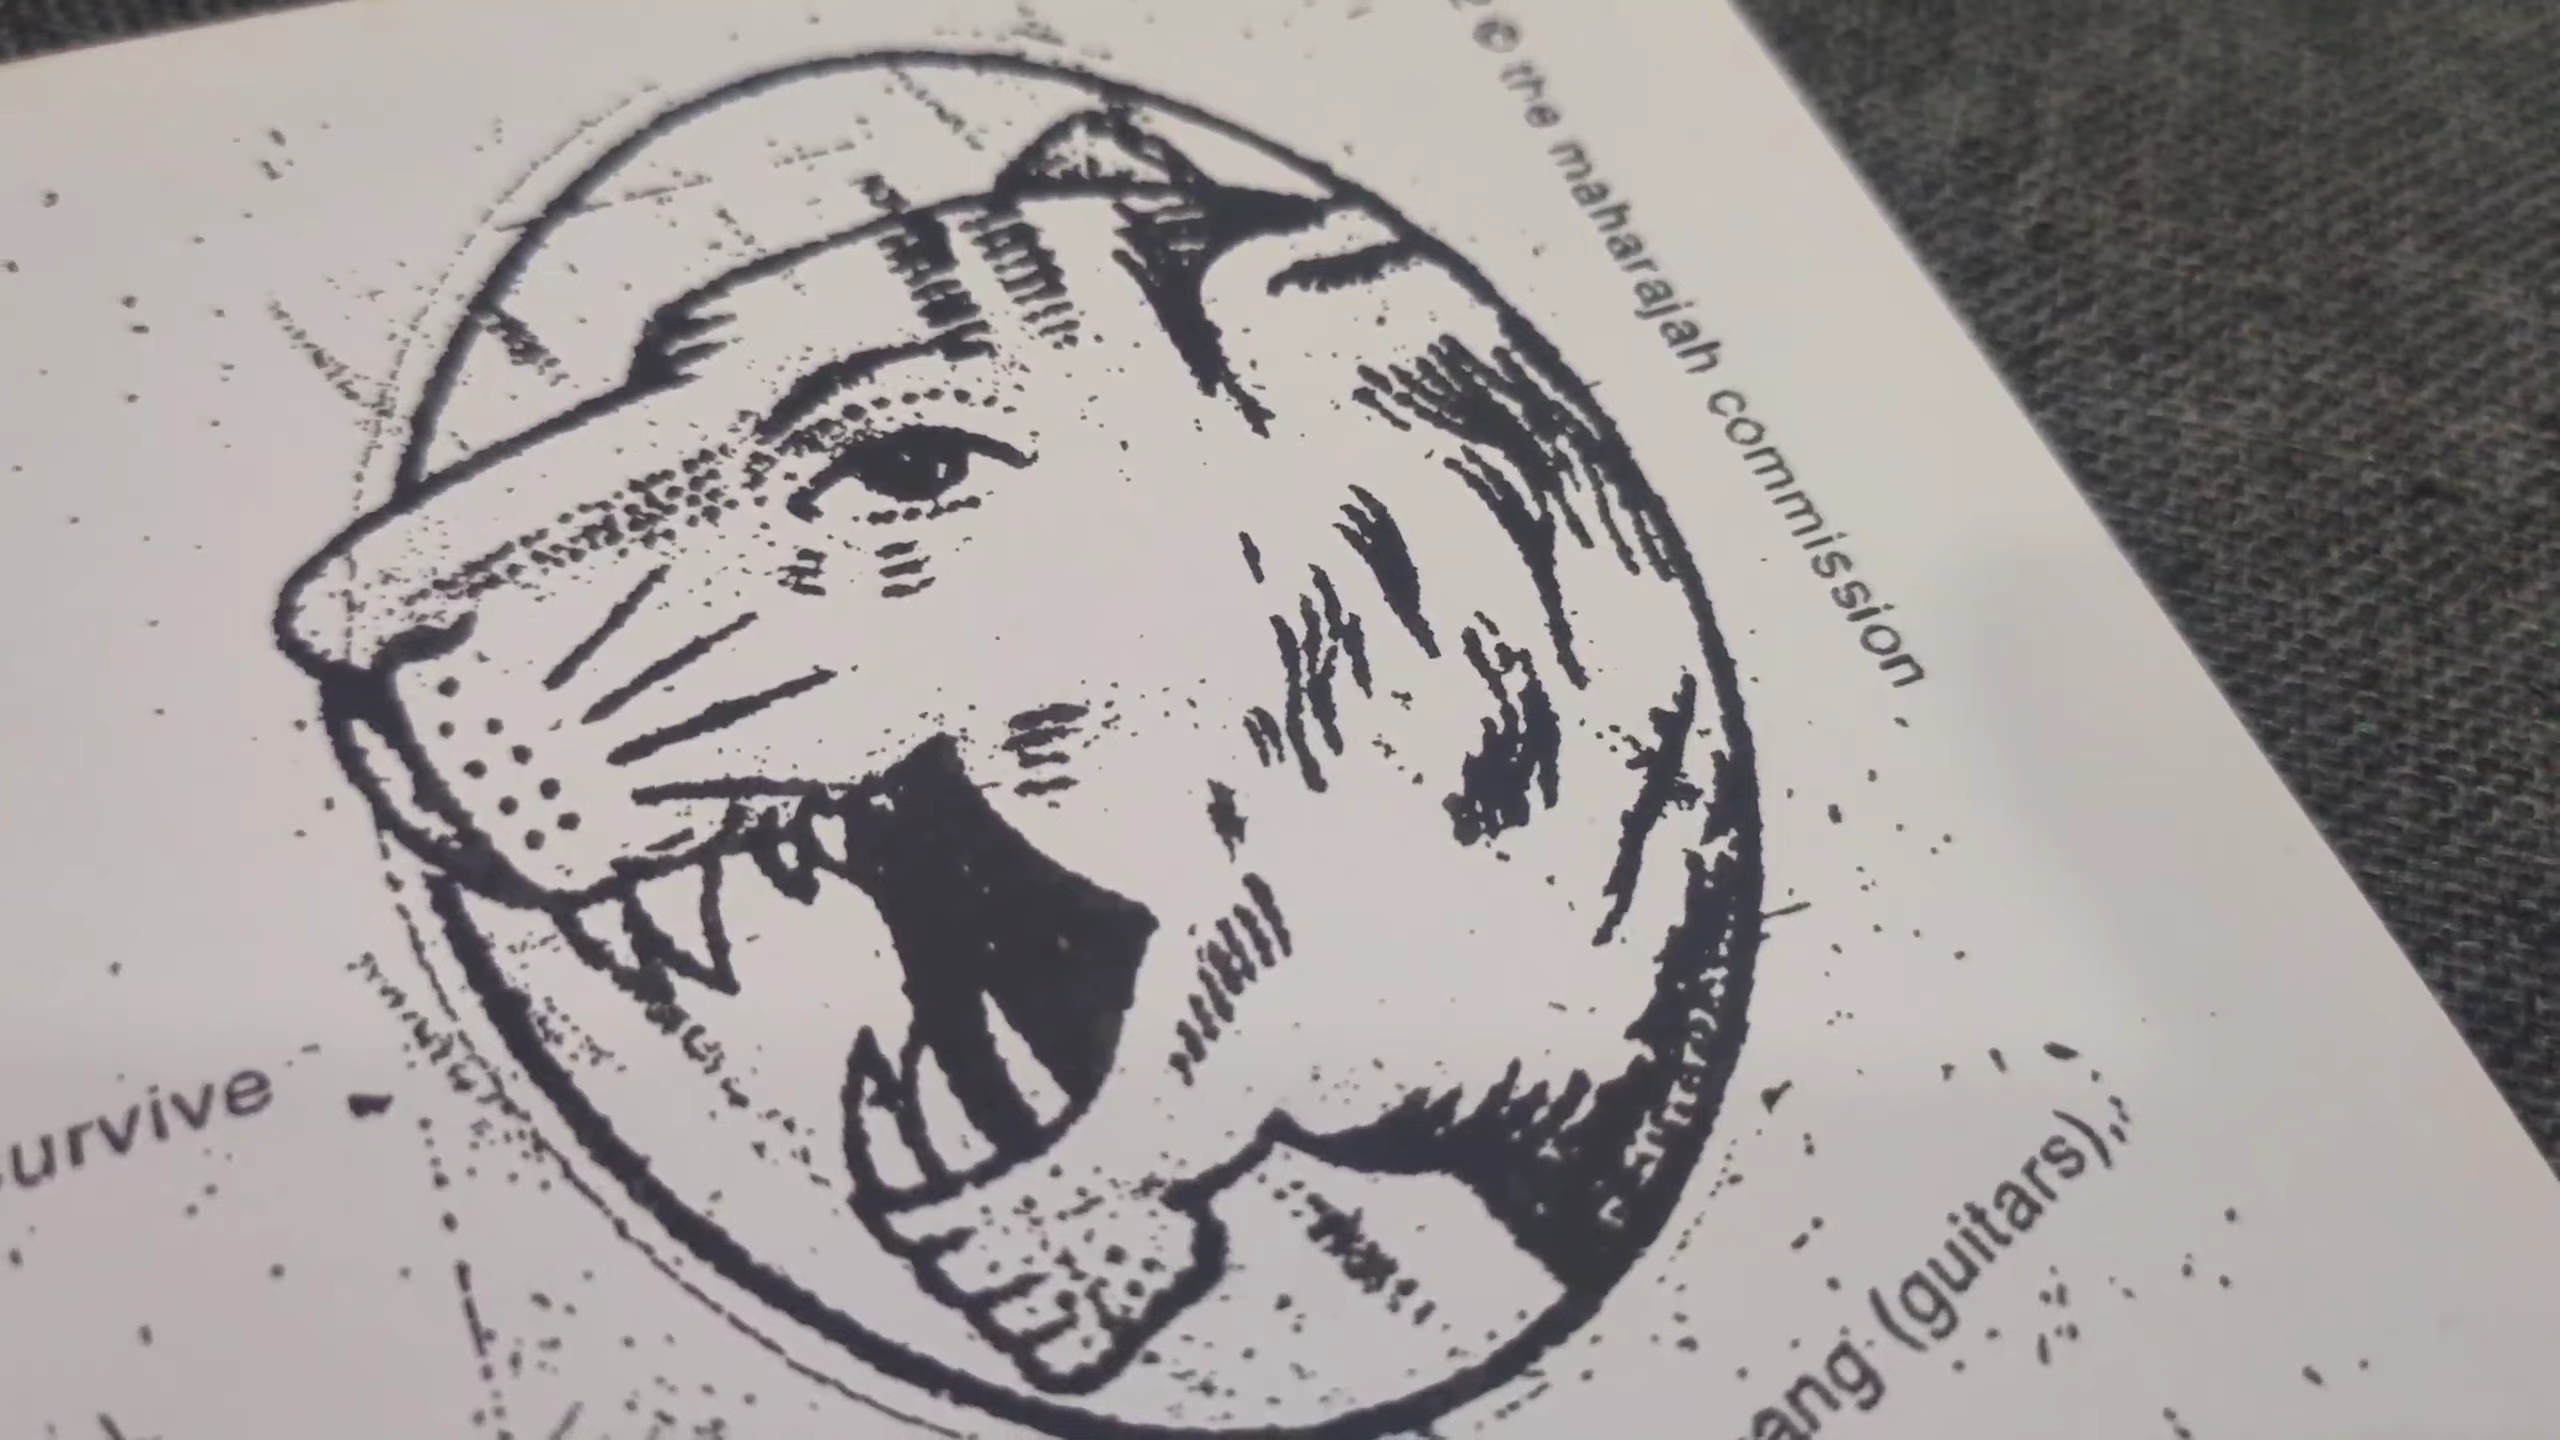 © the maharajah commission
survive
(guitars),